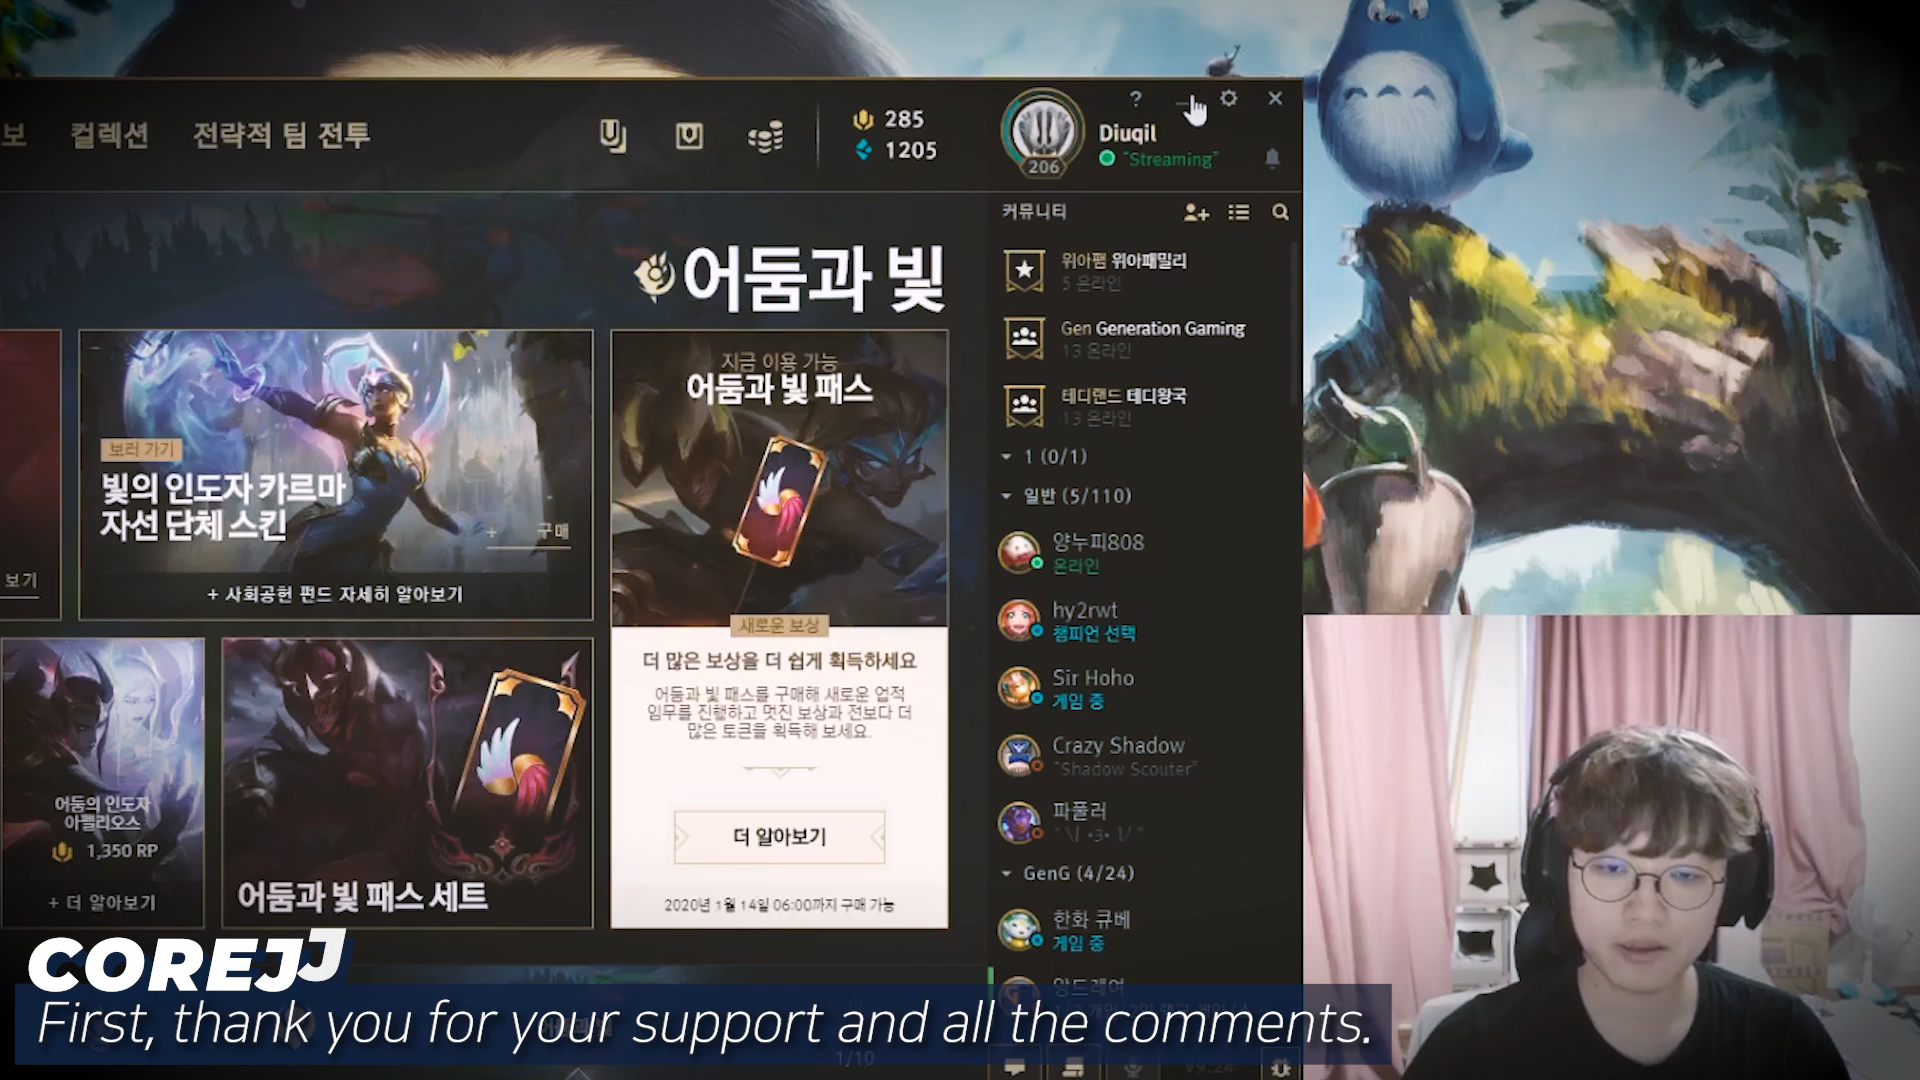 보
컬렉션
전략적 팀 전투
285
1205
?
206
Diuqil
"Streaming"
커뮤니티
위아팸 위아패밀리
5 온라인
Gen Generation Gaming
13 온라인
테디랜드 테디왕국
13 온라인
1 (0/1)
일반 (5/110)
양누피808
온라인
hy2rwt
챔피언 선택
Sir Hoho
게임 중
Crazy Shadow
"Shadow Scouter"
파풀러
GenG (4/24)
한화 큐베
게임 중
어둠과 빛
보기
보러 가기
빛의 인도자 카르마
자선 단체 스킨
+ 구매
+ 사회공헌 펀드 자세히 알아보기
지금 이용 가능
어둠과 빛 패스
새로운 보상
더 많은 보상을 더 쉽게 획득하세요
어둠과 빛 패스를 구매해 새로운 업적
임무를 진행하고 멋진 보상과 전보다 더
많은 토큰을 획득해 보세요.
더 알아보기
2020년 1월 14일 06:00까지 구매 가능
어둠의 인도자
아펠리오스
1,350 RP
+ 더 알아보기
어둠과 빛 패스 세트
COREJJ
First, thank you for your support and all the comments.
1/10
V9.24